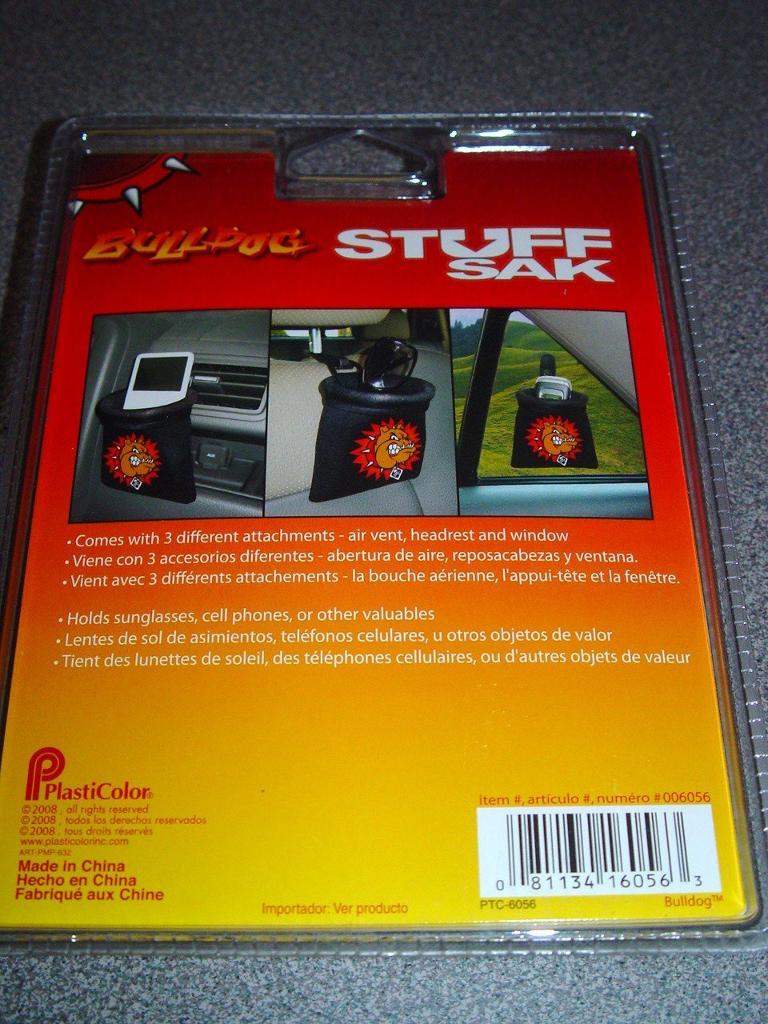 BULLDOG STUFF
SAK
• Comes with 3 different attachments - air vent, headrest and window
• Viene con 3 accesorios diferentes - abertura de aire, reposacabezas y ventana.
• Vient avec 3 différents attachements - la bouche aérienne, l'appui-tête et la fenêtre.
• Holds sunglasses, cell phones, or other valuables
• Lentes de sol de asimientos, teléfonos celulares, u otros objetos de valor
• Tient des lunettes de soleil, des téléphones cellulaires, ou d'autres objets de valeur
PlastiColor®
©2008, all rights reserved
©2008, todos los derechos reservados
©2008, tous droits réservés
www.plasticolorinc.com
ART-PMP-632
Made in China
Hecho en China
Fabriqué aux Chine
Importador: Ver producto
item #, artículo #, numéro #006056
0 81134 16056 3
PTC-6056 Bulldog™